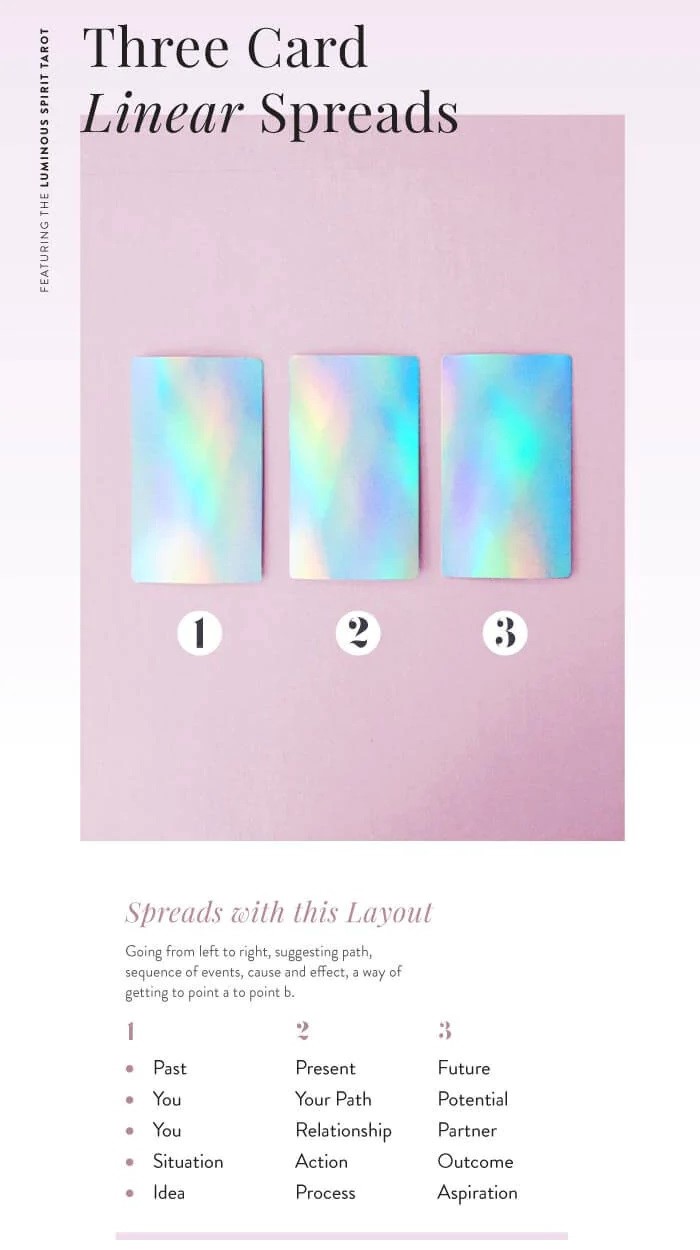 FEATURING THE LUMINOUS SPIRIT TAROT
Three Card
Linear Spreads
1 2 3
Spreads with this Layout
Going from left to right, suggesting path,
sequence of events, cause and effect, a way of
getting to point a to point b.
1 2 3
Past Present Future
You Your Path Potential
You Relationship Partner
Situation Action Outcome
Idea Process Aspiration